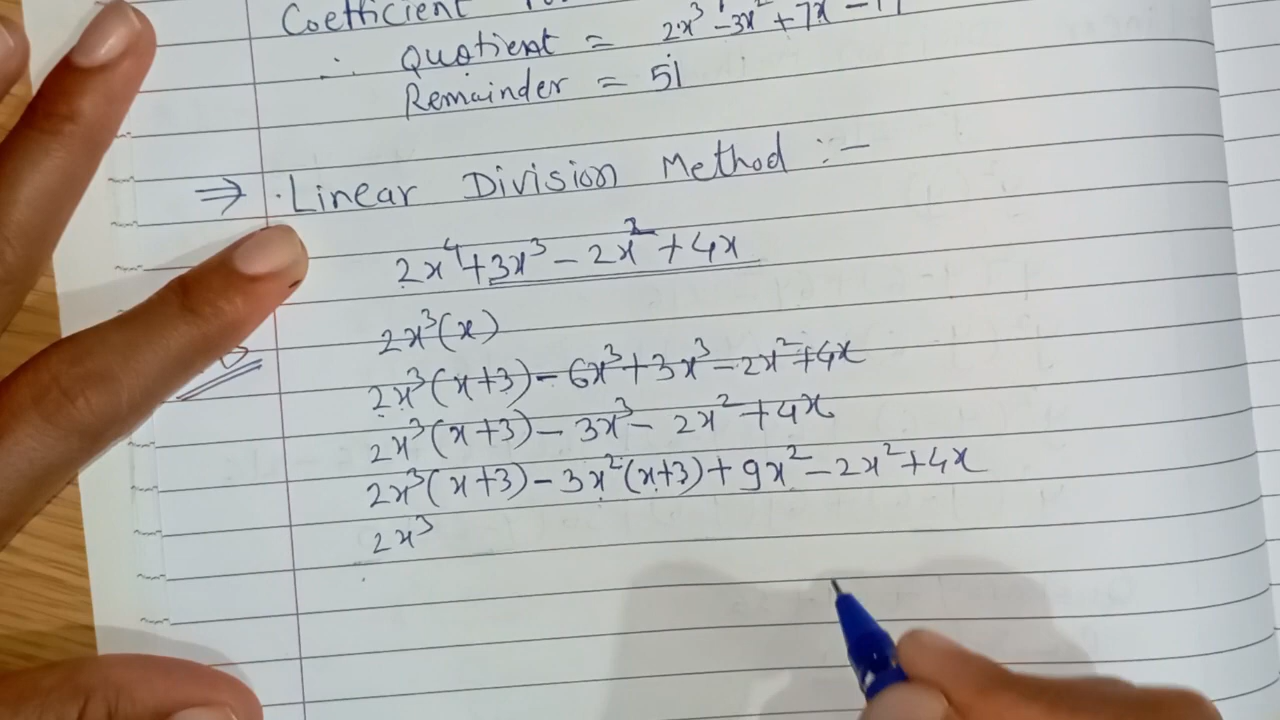 Coefficient
∴ Quotient = 2x³ - 3x² + 7x - 17
Remainder = 51
⇒ Linear Division Method :-
2x⁴ + 3x³ - 2x² + 4x
2x³(x)
2x³(x+3) - 6x³ + 3x³ - 2x² + 4x
2x³(x+3) - 3x³ - 2x² + 4x
2x³(x+3) - 3x²(x+3) + 9x² - 2x² + 4x
2x³